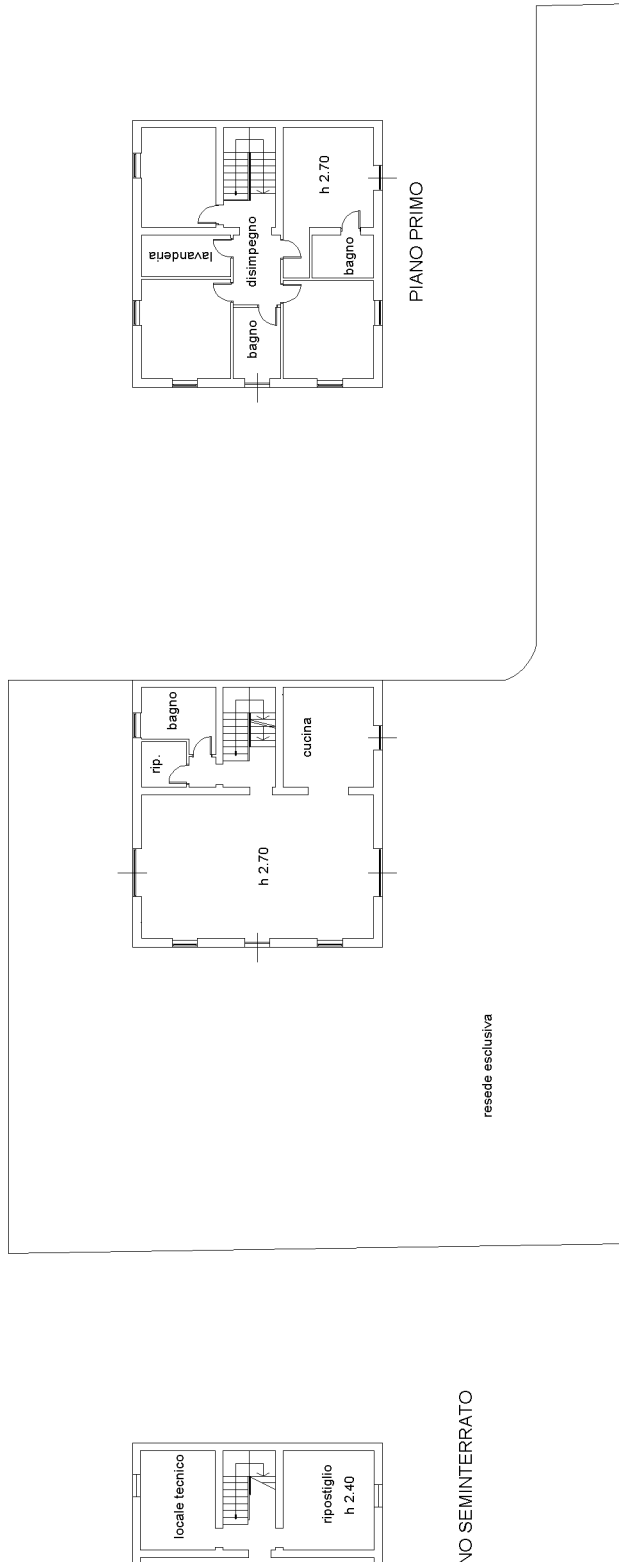 h 2.70
lavanderia
disimpegno
bagno
bagno
PIANO PRIMO
bagno
rip.
cucina
h 2.70
resede esclusiva
locale tecnico
ripostiglio
h 2.40
NO SEMINTERRATO